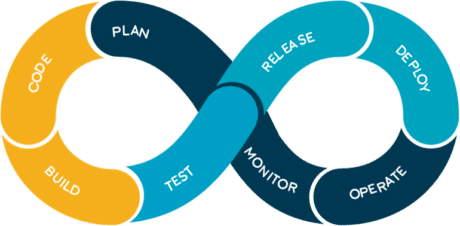 PLAN
CODE
BUILD
TEST
RELEASE
DEPLOY
OPERATE
MONITOR